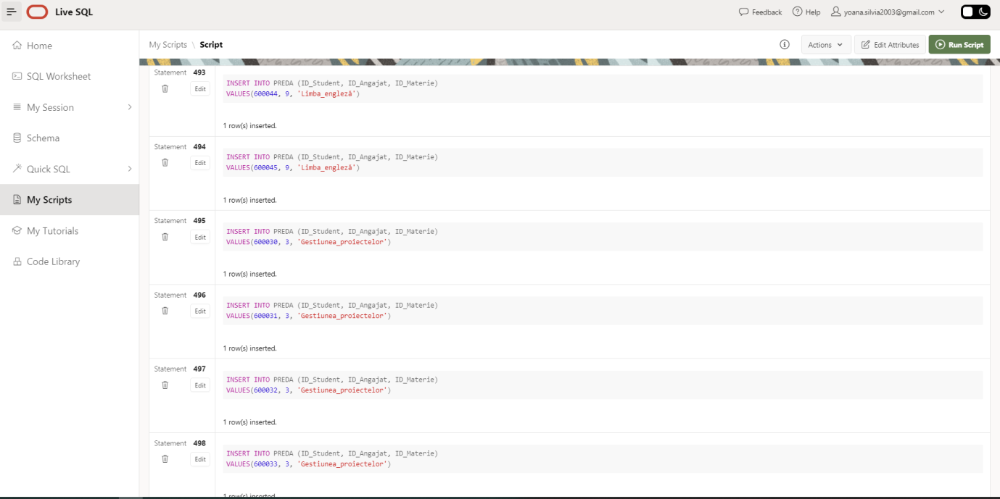 Live SQL
Feedback
Help
yoana.silvia2003@gmail.com
Home
SQL Worksheet
My Session
Schema
Quick SQL
My Scripts
My Tutorials
Code Library
My Scripts \ Script
Actions
Edit Attributes
Run Script
Statement 493
Edit
INSERT INTO PREDA (ID_Student, ID_Angajat, ID_Materie)
VALUES(600044, 9, 'Limba_engleză')
1 row(s) inserted.
Statement 494
Edit
INSERT INTO PREDA (ID_Student, ID_Angajat, ID_Materie)
VALUES(600045, 9, 'Limba_engleză')
1 row(s) inserted.
Statement 495
Edit
INSERT INTO PREDA (ID_Student, ID_Angajat, ID_Materie)
VALUES(600030, 3, 'Gestiunea_proiectelor')
1 row(s) inserted.
Statement 496
Edit
INSERT INTO PREDA (ID_Student, ID_Angajat, ID_Materie)
VALUES(600031, 3, 'Gestiunea_proiectelor')
1 row(s) inserted.
Statement 497
Edit
INSERT INTO PREDA (ID_Student, ID_Angajat, ID_Materie)
VALUES(600032, 3, 'Gestiunea_proiectelor')
1 row(s) inserted.
Statement 498
Edit
INSERT INTO PREDA (ID_Student, ID_Angajat, ID_Materie)
VALUES(600033, 3, 'Gestiunea_proiectelor')
1 row(s) inserted.